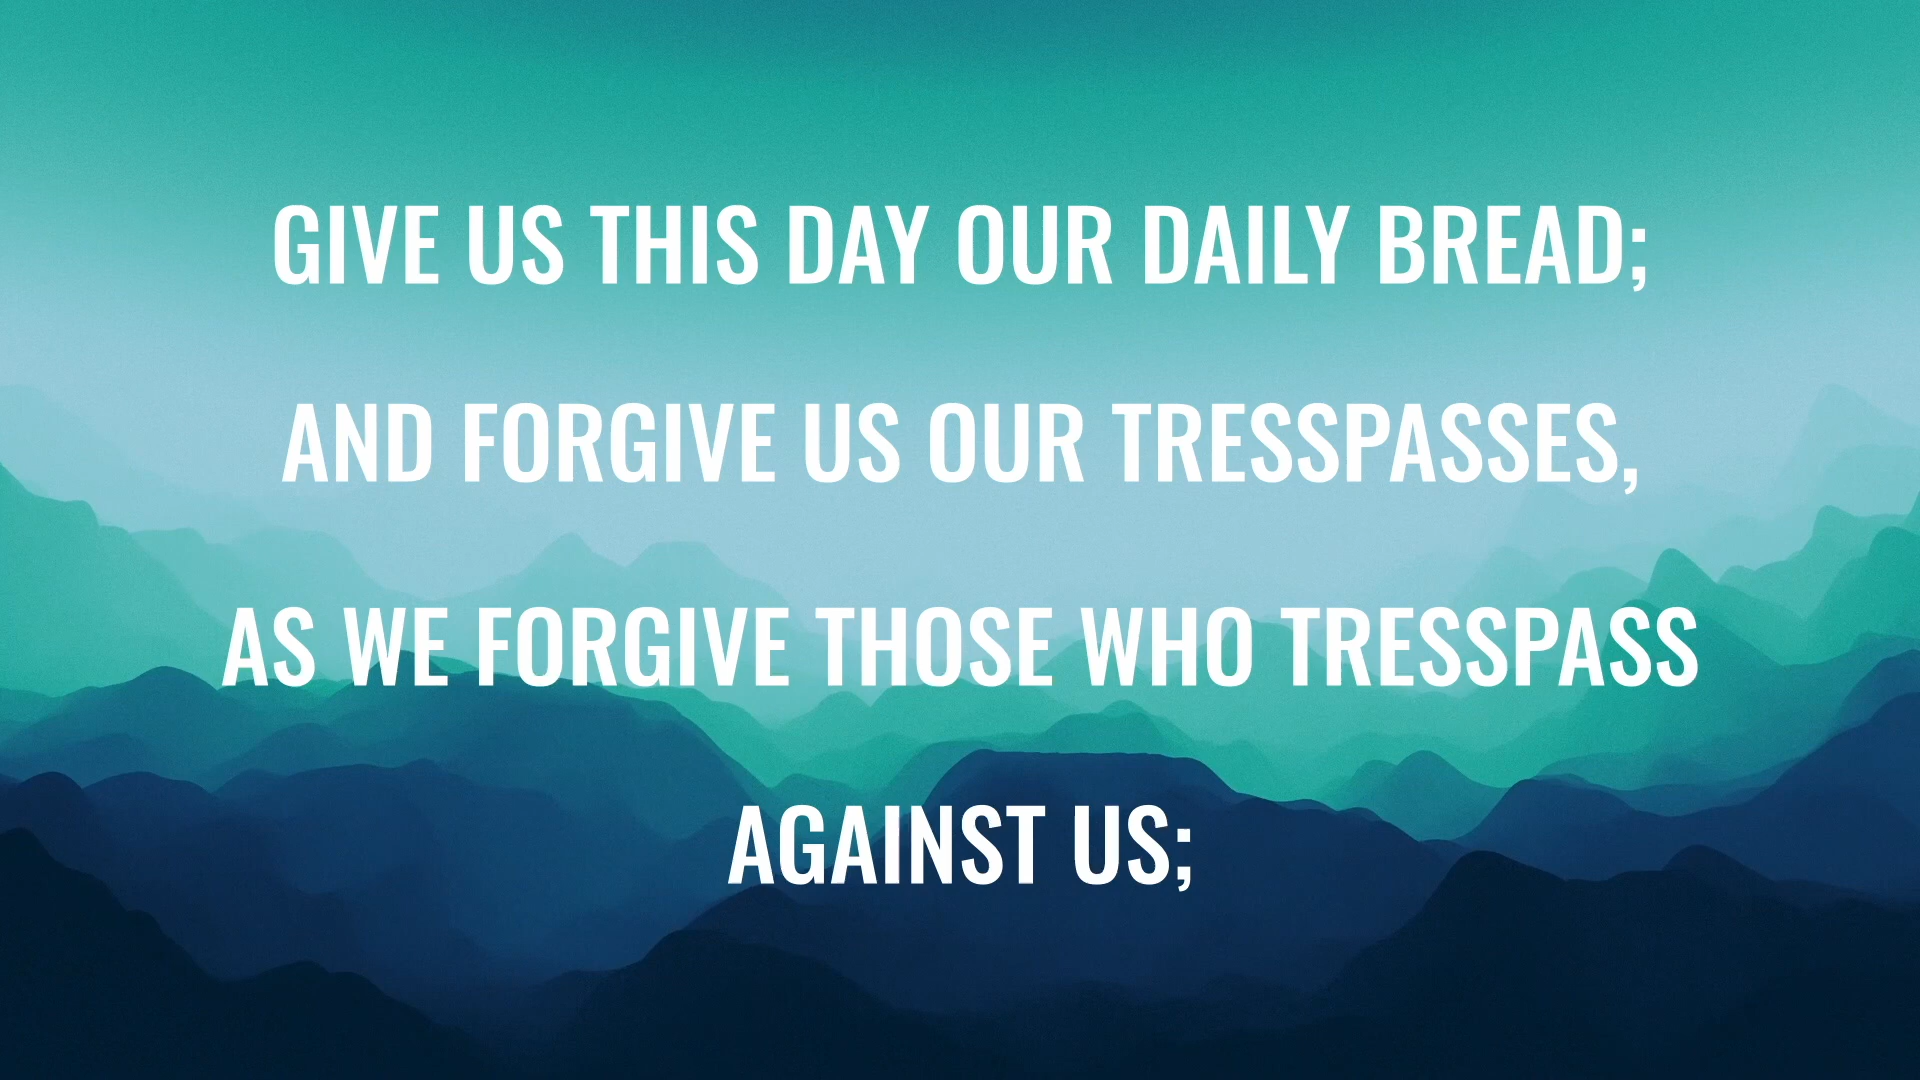 GIVE US THIS DAY OUR DAILY BREAD;
AND FORGIVE US OUR TRESSPASSES,
AS WE FORGIVE THOSE WHO TRESSPASS
AGAINST US;